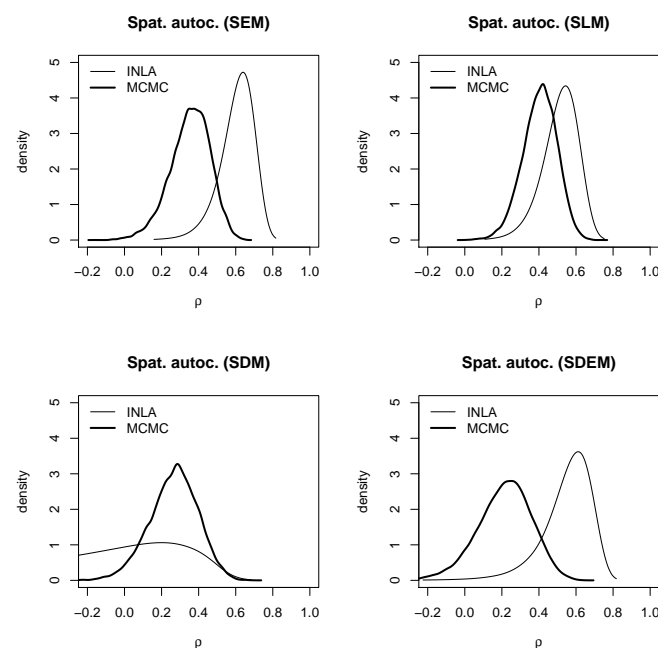 Spat. autoc. (SEM)
INLA
MCMC
density
0
1
2
3
4
5
−0.2 0.0 0.2 0.4 0.6 0.8 1.0
ρ
Spat. autoc. (SLM)
INLA
MCMC
density
0
1
2
3
4
5
−0.2 0.0 0.2 0.4 0.6 0.8 1.0
ρ
Spat. autoc. (SDM)
INLA
MCMC
density
0
1
2
3
4
5
−0.2 0.0 0.2 0.4 0.6 0.8 1.0
ρ
Spat. autoc. (SDEM)
INLA
MCMC
density
0
1
2
3
4
5
−0.2 0.0 0.2 0.4 0.6 0.8 1.0
ρ